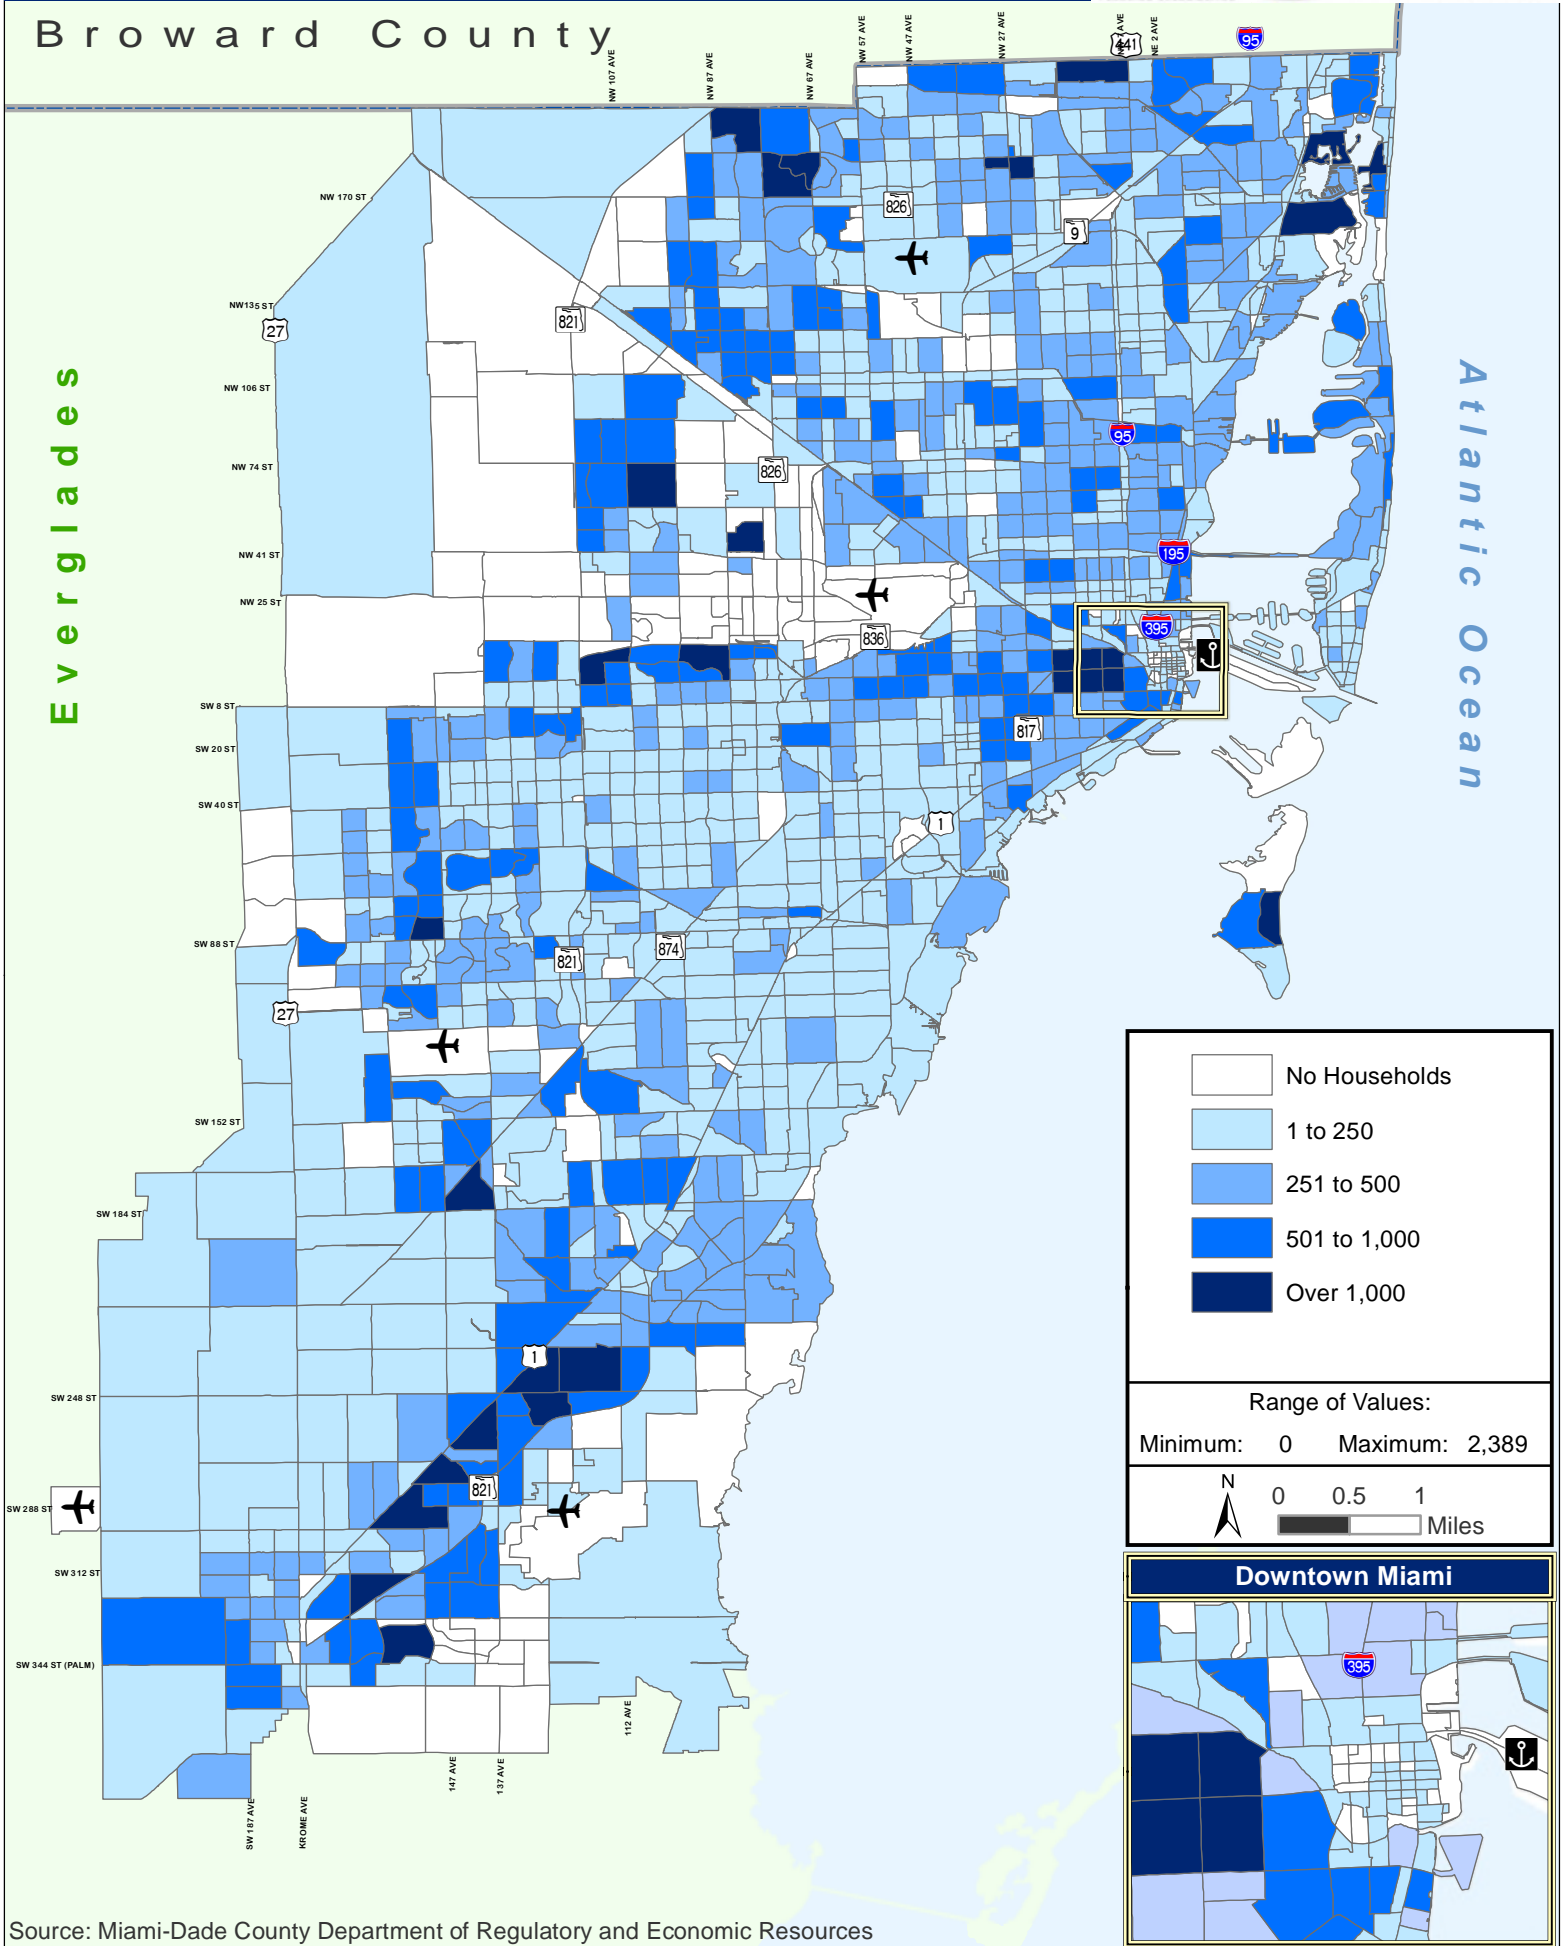 Broward County
NW 107 AVE
NW 87 AVE
NW 67 AVE
NW 57 AVE
NW 47 AVE
NW 27 AVE
441
NE 2 AVE
95
NW 170 ST
826
9
NW135 ST
27
821
NW 106 ST
Everglades
Atlantic Ocean
95
NW 74 ST
826
NW 41 ST
195
NW 25 ST
836
395
SW 8 ST
817
SW 20 ST
SW 40 ST
1
SW 88 ST
821
874
27
SW 152 ST
SW 184 ST
1
SW 248 ST
821
SW 288 ST
SW 312 ST
SW 344 ST (PALM)
112 AVE
147 AVE
137 AVE
SW 187 AVE
KROME AVE
No Households
1 to 250
251 to 500
501 to 1,000
Over 1,000
Range of Values:
Minimum: 0 Maximum: 2,389
N
0 0.5 1
Miles
Downtown Miami
395
Source: Miami-Dade County Department of Regulatory and Economic Resources